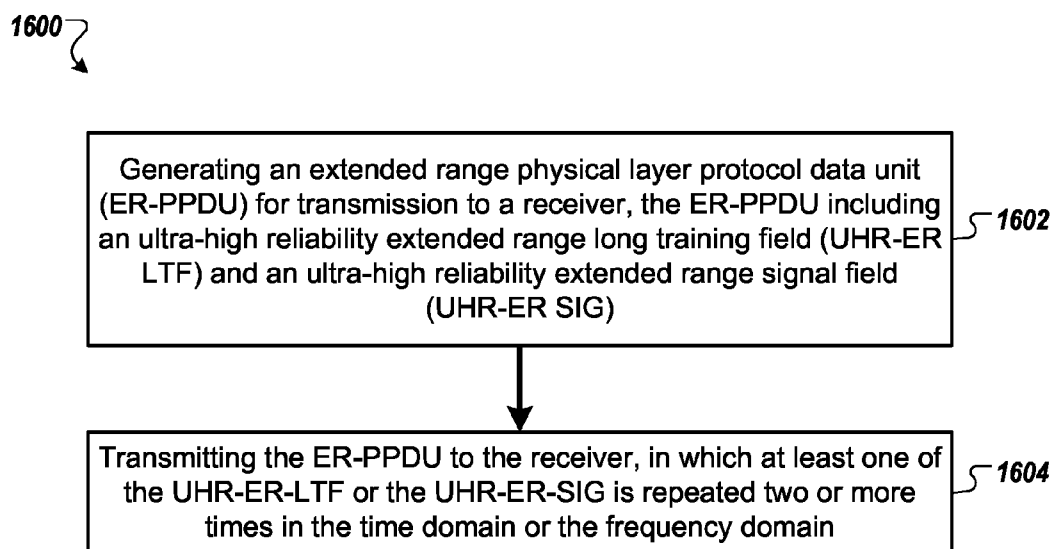 1600
Generating an extended range physical layer protocol data unit
(ER-PPDU) for transmission to a receiver, the ER-PPDU including
an ultra-high reliability extended range long training field (UHR-ER
LTF) and an ultra-high reliability extended range signal field
(UHR-ER SIG)
1602
Transmitting the ER-PPDU to the receiver, in which at least one of
the UHR-ER-LTF or the UHR-ER-SIG is repeated two or more
times in the time domain or the frequency domain
1604